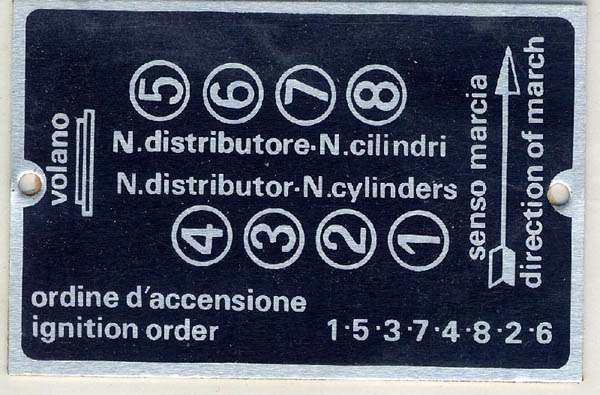 5 6 7 8
volano
N.distributore·N.cilindri
N.distributor·N.cylinders
4 3 2 1
senso marcia
direction of march
ordine d'accensione
ignition order 1·5·3·7·4·8·2·6